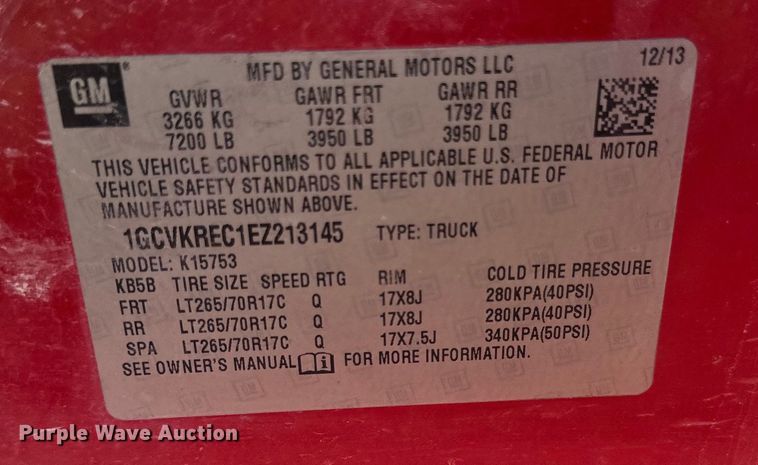 GM
MFD BY GENERAL MOTORS LLC 12/13
GVWR GAWR FRT GAWR RR
3266 KG 1792 KG 1792 KG
7200 LB 3950 LB 3950 LB
THIS VEHICLE CONFORMS TO ALL APPLICABLE U.S. FEDERAL MOTOR
VEHICLE SAFETY STANDARDS IN EFFECT ON THE DATE OF
MANUFACTURE SHOWN ABOVE.
1GCVKREC1EZ213145 TYPE: TRUCK
MODEL: K15753
KB5B TIRE SIZE SPEED RTG RIM COLD TIRE PRESSURE
FRT LT265/70R17C Q 17X8J 280KPA(40PSI)
RR LT265/70R17C Q 17X8J 280KPA(40PSI)
SPA LT265/70R17C Q 17X7.5J 340KPA(50PSI)
SEE OWNER'S MANUAL FOR MORE INFORMATION.
Purple Wave Auction